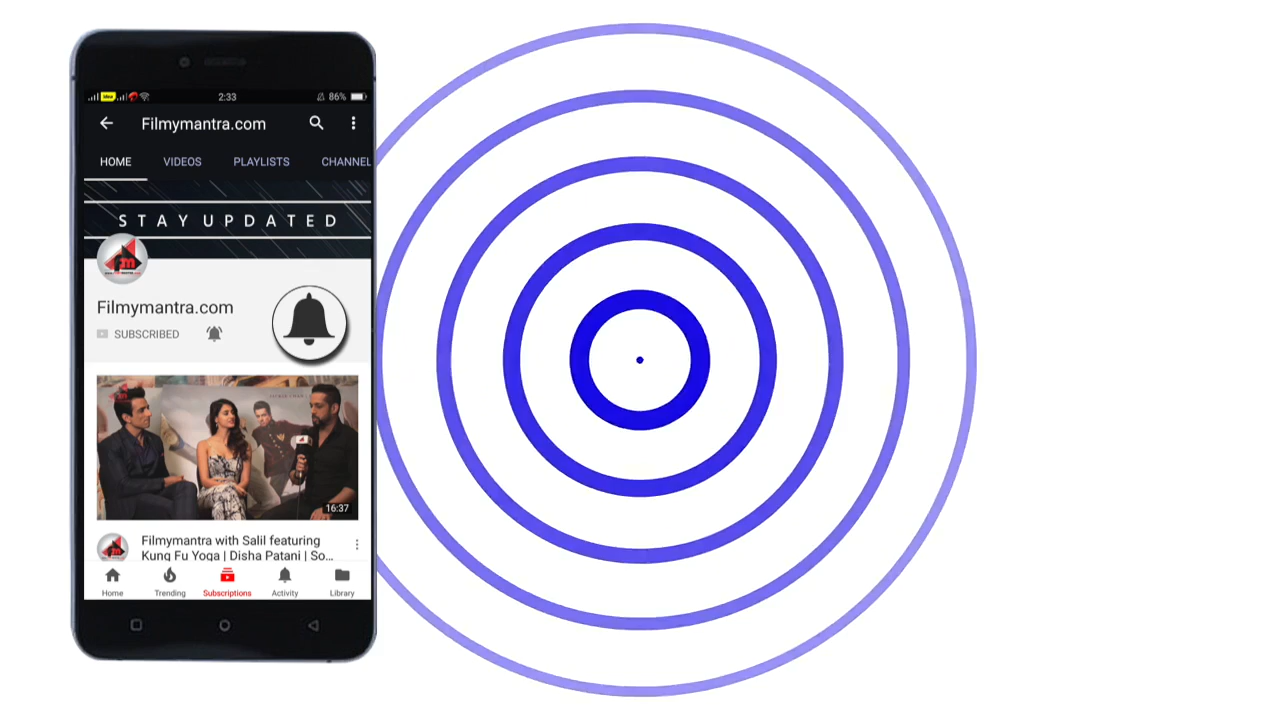 2:33
86%
Filmymantra.com
HOME VIDEOS PLAYLISTS CHANNEL
STAY UPDATED
fm
Filmymantra.com
SUBSCRIBED
16:37
Filmymantra with Salil featuring
Kung Fu Yoga | Disha Patani | So...
Home Trending Subscriptions Activity Library